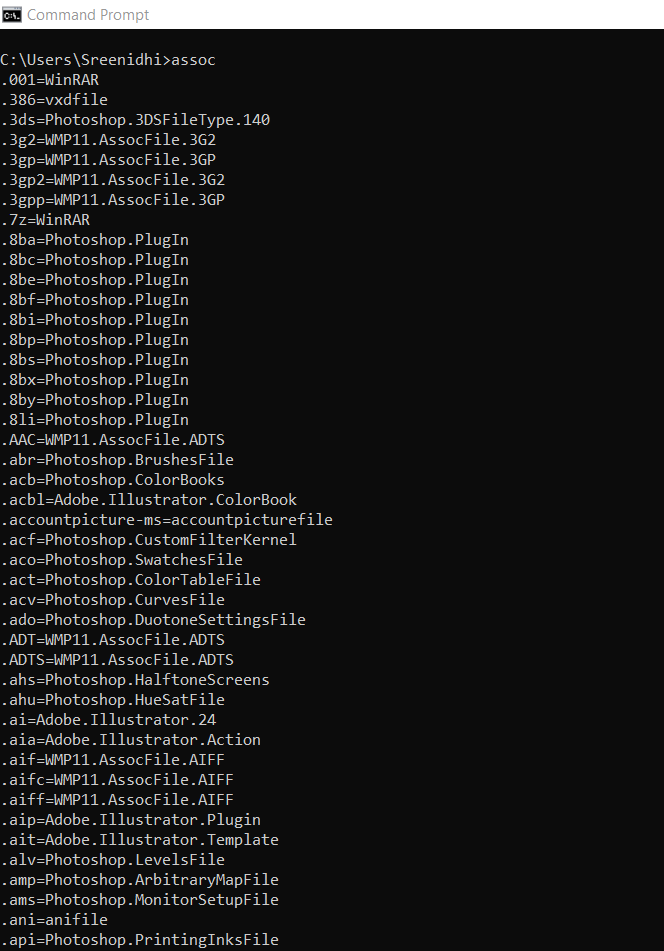 Command Prompt
C:\Users\Sreenidhi>assoc
.001=WinRAR
.386=vxdfile
.3ds=Photoshop.3DSFileType.140
.3g2=WMP11.AssocFile.3G2
.3gp=WMP11.AssocFile.3GP
.3gp2=WMP11.AssocFile.3G2
.3gpp=WMP11.AssocFile.3GP
.7z=WinRAR
.8ba=Photoshop.PlugIn
.8bc=Photoshop.PlugIn
.8be=Photoshop.PlugIn
.8bf=Photoshop.PlugIn
.8bi=Photoshop.PlugIn
.8bp=Photoshop.PlugIn
.8bs=Photoshop.PlugIn
.8bx=Photoshop.PlugIn
.8by=Photoshop.PlugIn
.8li=Photoshop.PlugIn
.AAC=WMP11.AssocFile.ADTS
.abr=Photoshop.BrushesFile
.acb=Photoshop.ColorBooks
.acbl=Adobe.Illustrator.ColorBook
.accountpicture-ms=accountpicturefile
.acf=Photoshop.CustomFilterKernel
.aco=Photoshop.SwatchesFile
.act=Photoshop.ColorTableFile
.acv=Photoshop.CurvesFile
.ado=Photoshop.DuotoneSettingsFile
.ADT=WMP11.AssocFile.ADTS
.ADTS=WMP11.AssocFile.ADTS
.ahs=Photoshop.HalftoneScreens
.ahu=Photoshop.HueSatFile
.ai=Adobe.Illustrator.24
.aia=Adobe.Illustrator.Action
.aif=WMP11.AssocFile.AIFF
.aifc=WMP11.AssocFile.AIFF
.aiff=WMP11.AssocFile.AIFF
.aip=Adobe.Illustrator.Plugin
.ait=Adobe.Illustrator.Template
.alv=Photoshop.LevelsFile
.amp=Photoshop.ArbitraryMapFile
.ams=Photoshop.MonitorSetupFile
.ani=anifile
.api=Photoshop.PrintingInksFile